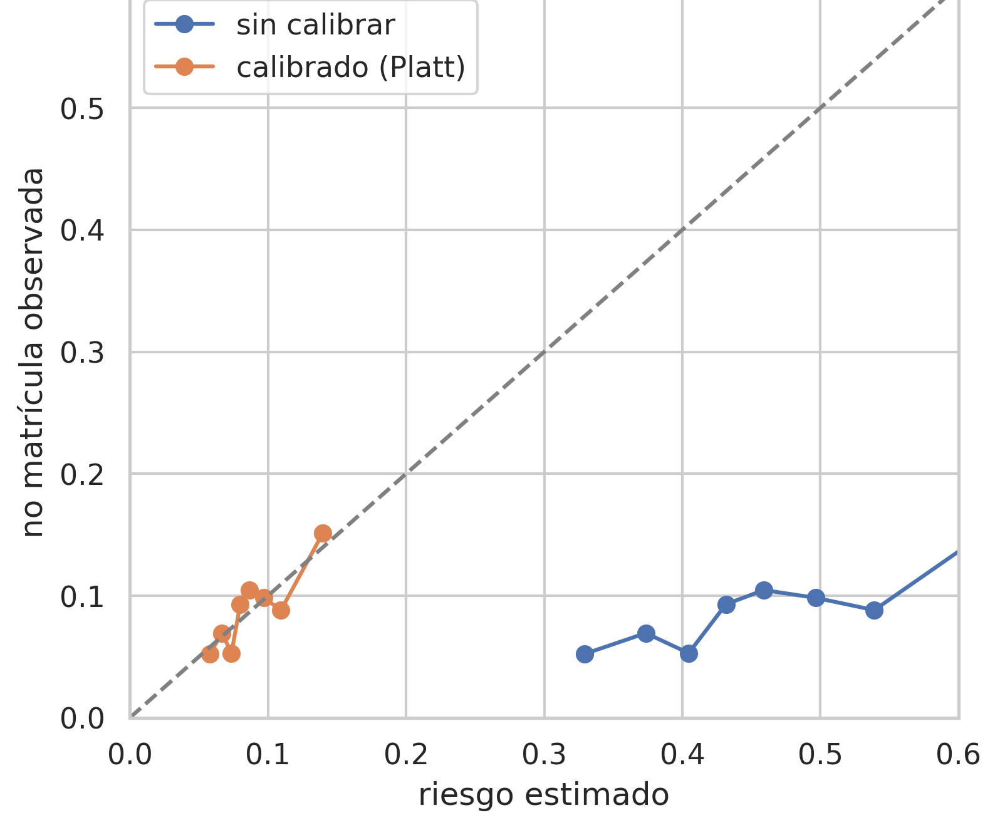 sin calibrar
calibrado (Platt)
0.5
0.4
0.3
0.2
0.1
0.0
no matrícula observada
0.0 0.1 0.2 0.3 0.4 0.5 0.6
riesgo estimado